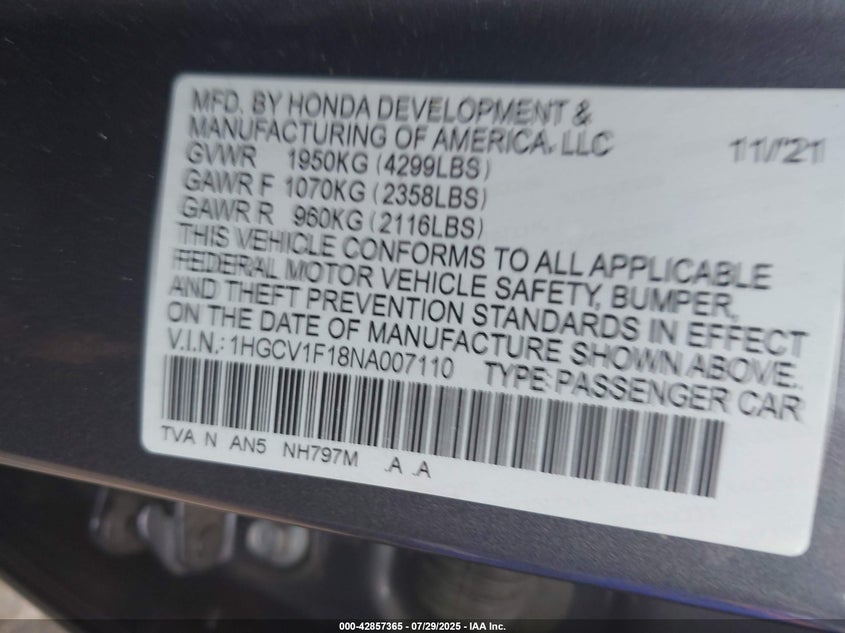 MFD. BY HONDA DEVELOPMENT &
MANUFACTURING OF AMERICA, LLC 11/'21
GVWR 1950KG (4299LBS)
GAWR F 1070KG (2358LBS)
GAWR R 960KG (2116LBS)
THIS VEHICLE CONFORMS TO ALL APPLICABLE
FEDERAL MOTOR VEHICLE SAFETY, BUMPER,
AND THEFT PREVENTION STANDARDS IN EFFECT
ON THE DATE OF MANUFACTURE SHOWN ABOVE.
V.I.N.: 1HGCV1F18NA007110 TYPE: PASSENGER CAR
TVA N AN5 NH797M .A .A
000-42857365 - 07/29/2025 - IAA Inc.